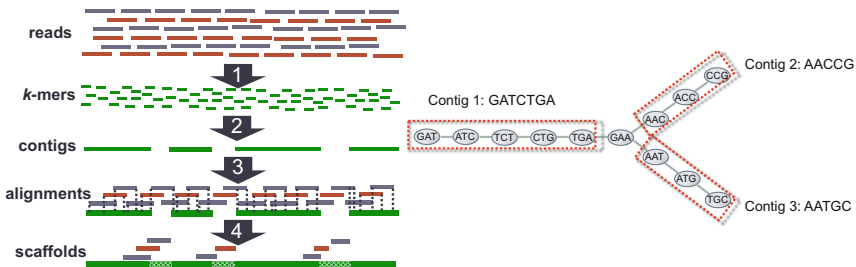 reads
1
k-mers
2
contigs
3
alignments
4
scaffolds
Contig 1: GATCTGA
GAT ATC TCT CTG TGA GAA
AAC
ACC
CCG
Contig 2: AACCG
AAT
ATG
TGC
Contig 3: AATGC